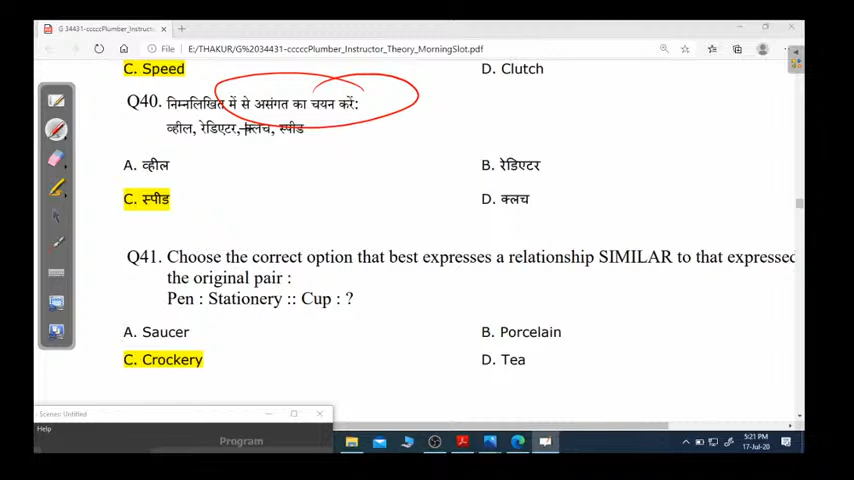 G 34431-cccccPlumber_Instructo
File E:/THAKUR/G%2034431-cccccPlumber_Instructor_Theory_MorningSlot.pdf
C. Speed D. Clutch
Q40. निम्नलिखित में से असंगत का चयन करें:
व्हील, रेडिएटर, क्लच, स्पीड
A. व्हील B. रेडिएटर
C. स्पीड D. क्लच
Q41. Choose the correct option that best expresses a relationship SIMILAR to that expressed
the original pair :
Pen : Stationery :: Cup : ?
A. Saucer B. Porcelain
C. Crockery D. Tea
Scenes: Untitled
Help
Program
5:21 PM
17-Jul-20